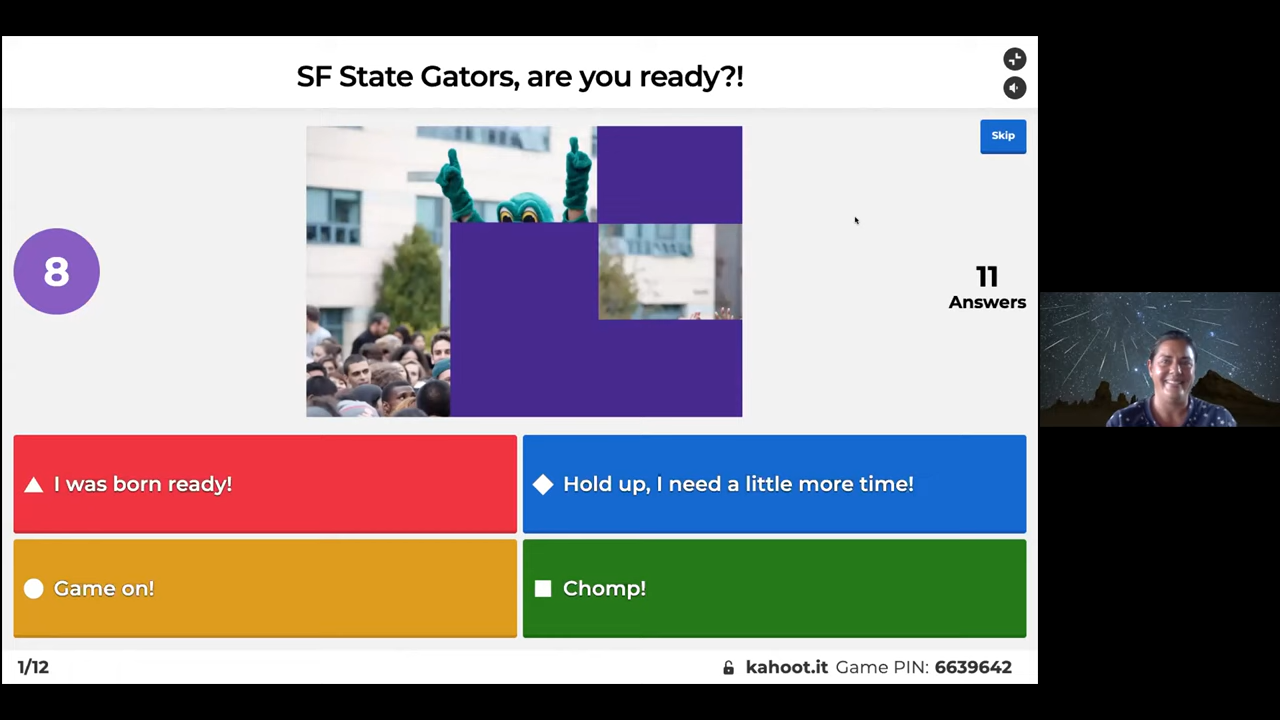 SF State Gators, are you ready?!
Skip
8
11
Answers
I was born ready!
Hold up, I need a little more time!
Game on!
Chomp!
1/12
kahoot.it Game PIN: 6639642